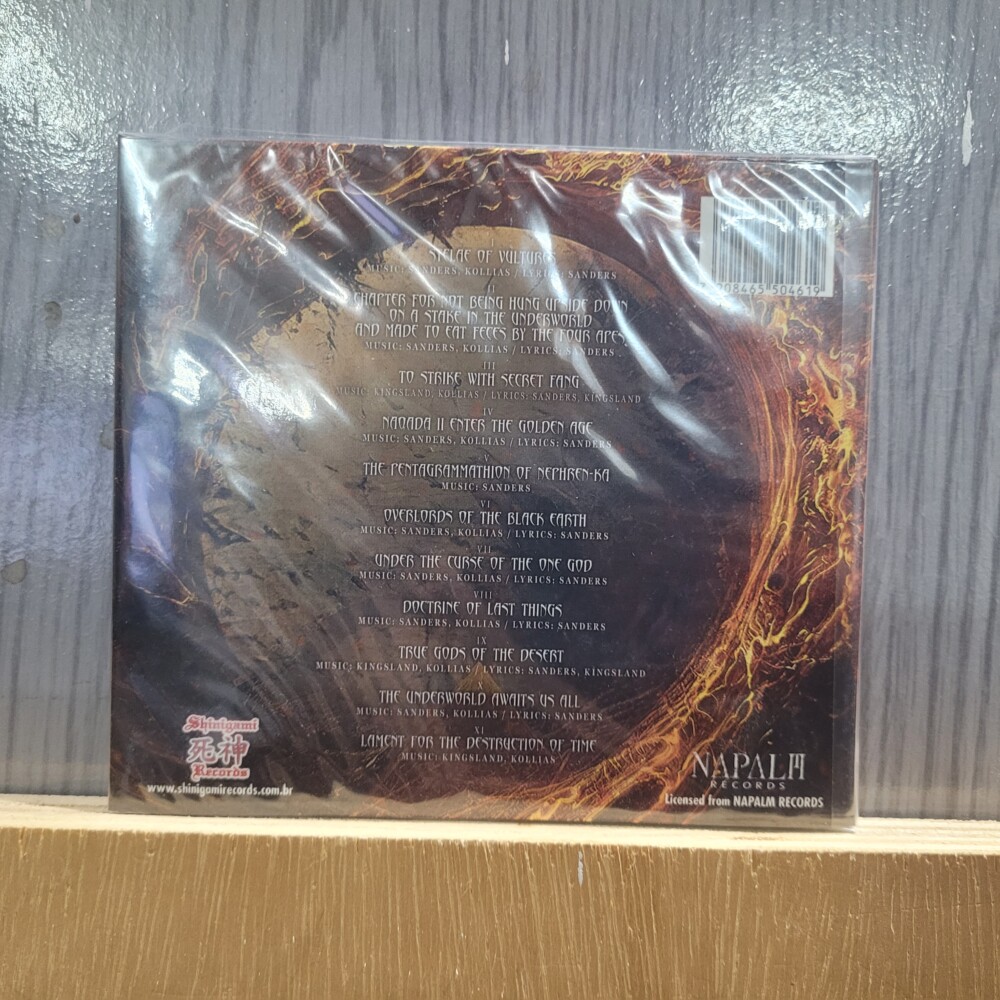 I
STELAE OF VULTURES
MUSIC: SANDERS, KOLLIAS / LYRICS: SANDERS
II
CHAPTER FOR NOT BEING HUNG UPSIDE DOWN
ON A STAKE IN THE UNDERWORLD
AND MADE TO EAT FECES BY THE FOUR APES
MUSIC: SANDERS, KOLLIAS / LYRICS: SANDERS
III
TO STRIKE WITH SECRET FANG
MUSIC: KINGSLAND, KOLLIAS / LYRICS: SANDERS, KINGSLAND
IV
NAQADA II ENTER THE GOLDEN AGE
MUSIC: SANDERS, KOLLIAS / LYRICS: SANDERS
V
THE PENTAGRAMMATHION OF NEPHREN-KA
MUSIC: SANDERS
VI
OVERLORDS OF THE BLACK EARTH
MUSIC: SANDERS, KOLLIAS / LYRICS: SANDERS
VII
UNDER THE CURSE OF THE ONE GOD
MUSIC: SANDERS, KOLLIAS / LYRICS: SANDERS
VIII
DOCTRINE OF LAST THINGS
MUSIC: SANDERS, KOLLIAS / LYRICS: SANDERS
IX
TRUE GODS OF THE DESERT
MUSIC: KINGSLAND, KOLLIAS / LYRICS: SANDERS, KINGSLAND
X
THE UNDERWORLD AWAITS US ALL
MUSIC: SANDERS, KOLLIAS / LYRICS: SANDERS
XI
LAMENT FOR THE DESTRUCTION OF TIME
MUSIC: KINGSLAND, KOLLIAS
908465 504619
Shinigami
死神
Records
www.shinigamirecords.com.br
NAPALM
RECORDS
Licensed from NAPALM RECORDS